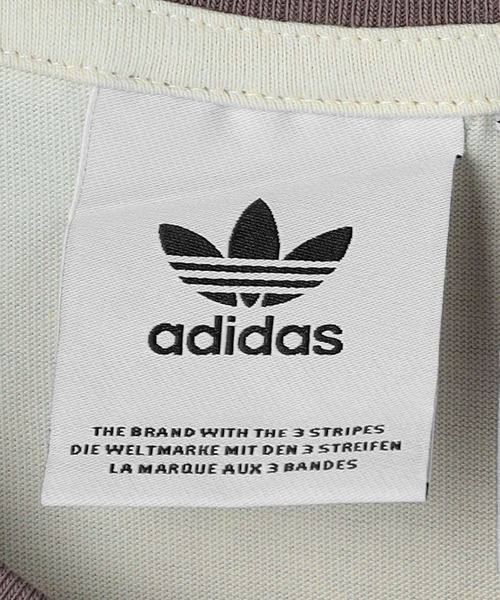 adidas
THE BRAND WITH THE 3 STRIPES
DIE WELTMARKE MIT DEN 3 STREIFEN
LA MARQUE AUX 3 BANDES